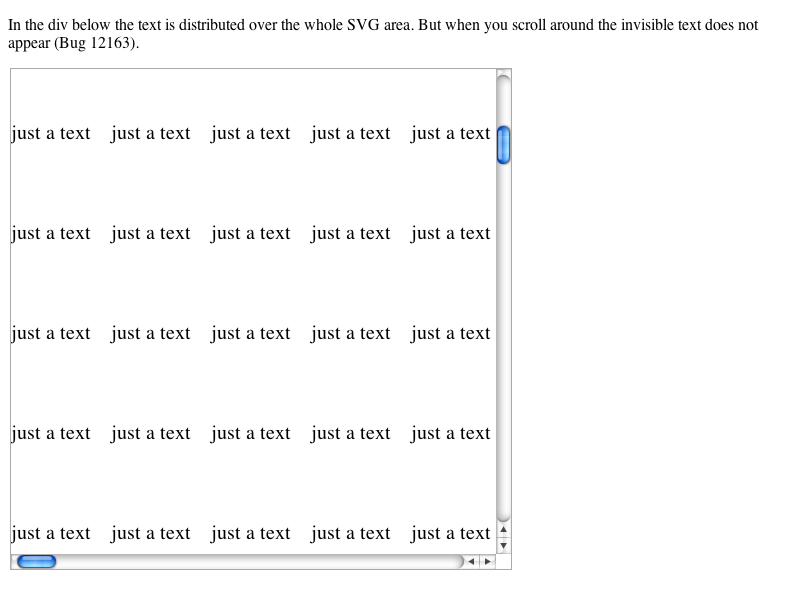 In the div below the text is distributed over the whole SVG area. But when you scroll around the invisible text does not
appear (Bug 12163).
just a text just a text just a text just a text just a text
just a text just a text just a text just a text just a text
just a text just a text just a text just a text just a text
just a text just a text just a text just a text just a text
just a text just a text just a text just a text just a text